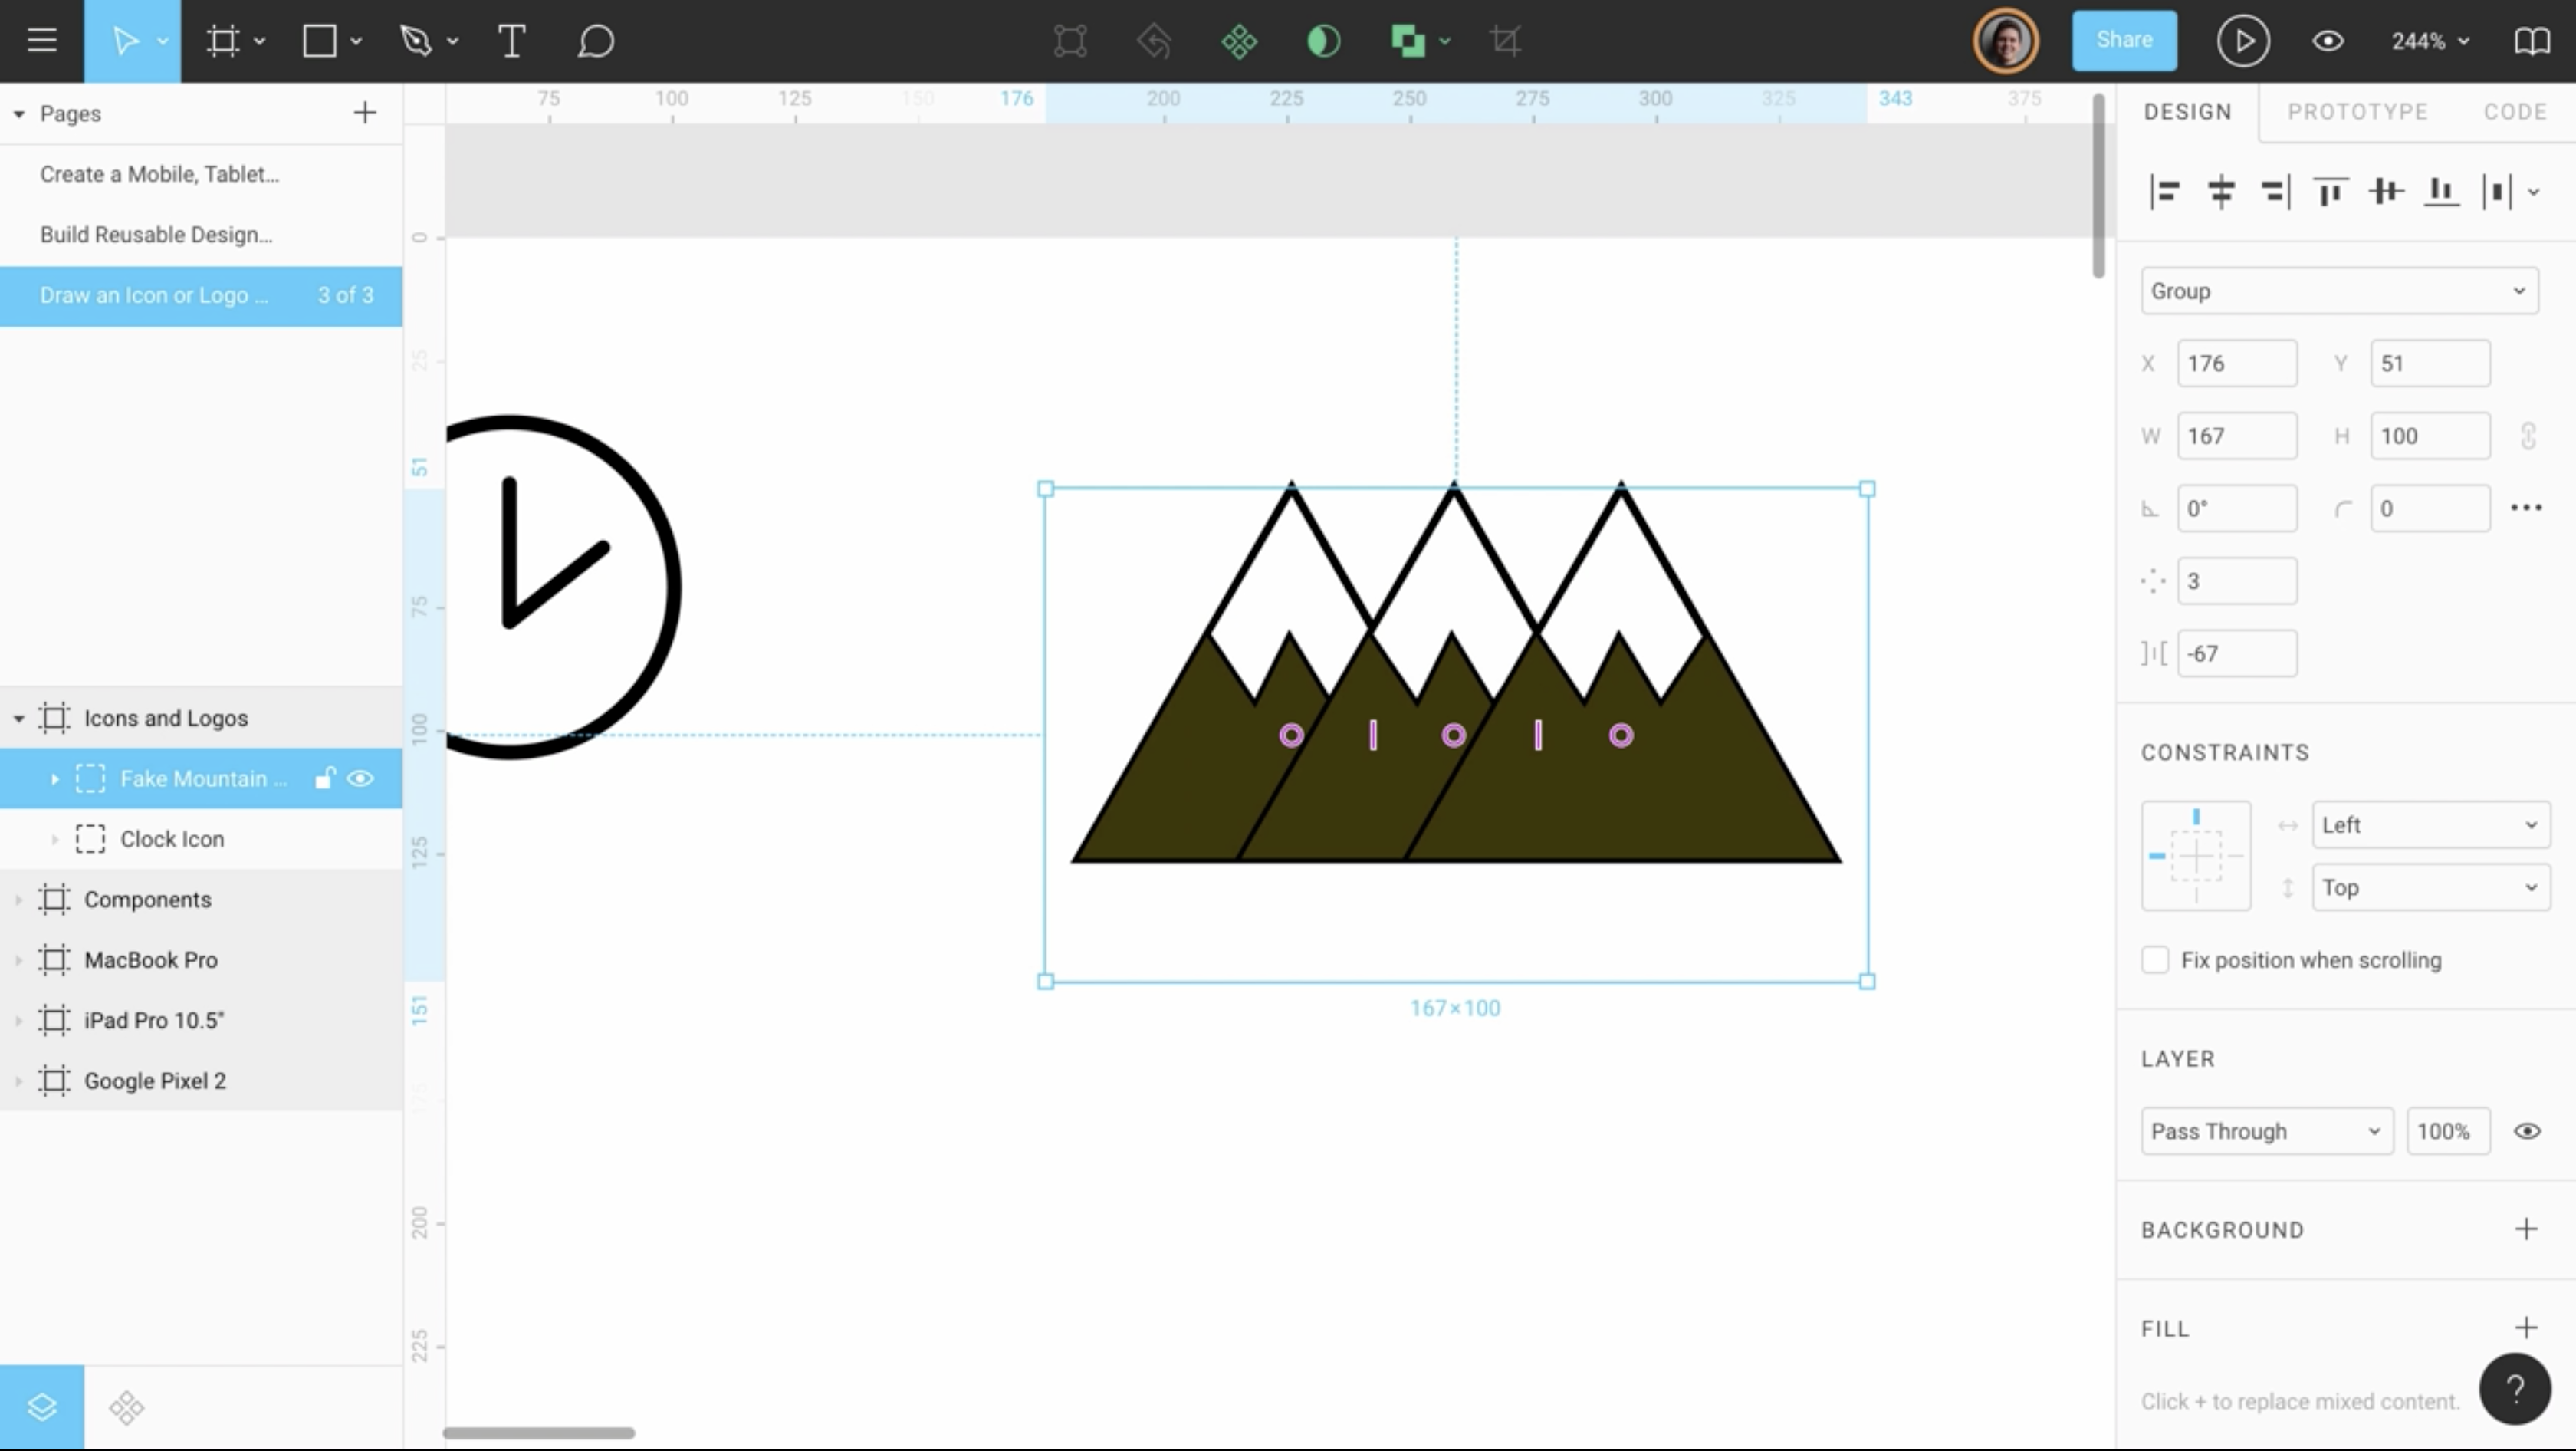 Share
244%
Pages
Create a Mobile, Tablet...
Build Reusable Design...
Draw an Icon or Logo ...
3 of 3
Icons and Logos
Fake Mountain ...
Clock Icon
Components
MacBook Pro
iPad Pro 10.5"
Google Pixel 2
75 100 125 150 176 200 225 250 275 300 325 343 375
0
25
51
75
100
125
151
176
200
225
167×100
DESIGN PROTOTYPE CODE
Group
X 176 Y 51
W 167 H 100
0° 0
3
-67
CONSTRAINTS
Left
Top
Fix position when scrolling
LAYER
Pass Through 100%
BACKGROUND
FILL
Click + to replace mixed content.
?